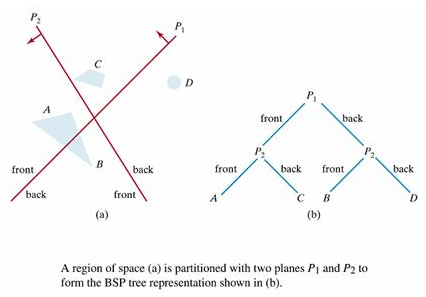 P2
P1
C
D
A
B
front
back
back
front
(a)
P1
front
back
P2
P2
front
back
front
back
A
C
B
D
(b)
A region of space (a) is partitioned with two planes P1 and P2 to
form the BSP tree representation shown in (b).